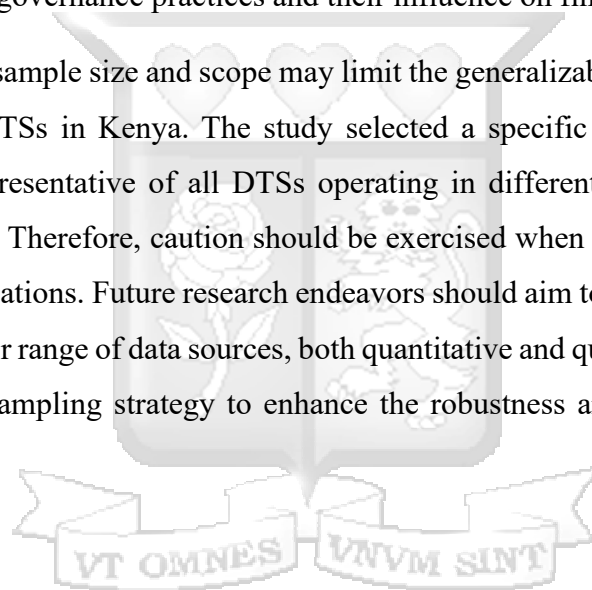 governance practices and their influence on
sample size and scope may limit the
TSs in Kenya. The study selected a specific
resentative of all DTSs operating in different
Therefore, caution should be exercised when
ations. Future research endeavors should aim to
r range of data sources, both quantitative and qu
ampling strategy to enhance the robustness a
VT OMNES VNVM SINT